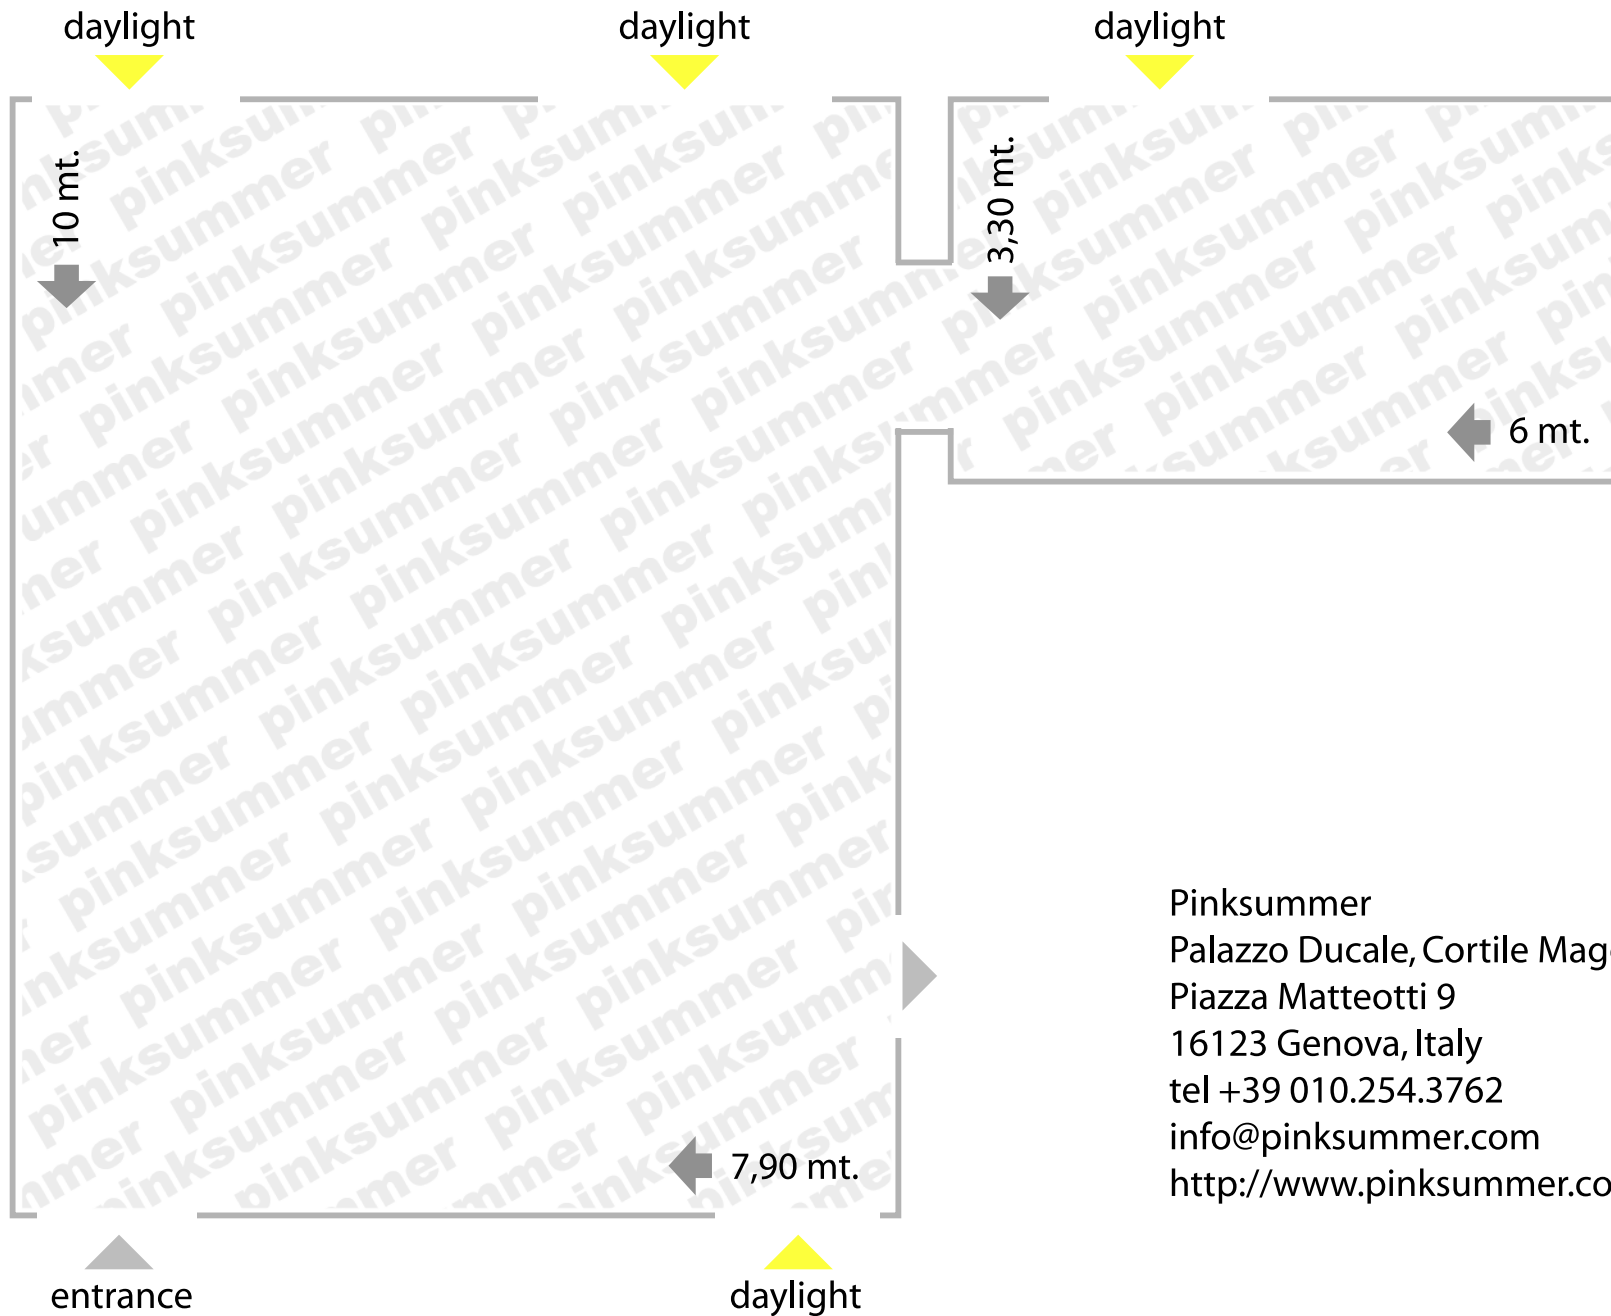 daylight
daylight
daylight
10 mt.
3,30 mt.
6 mt.
pinksummer
Pinksummer
Palazzo Ducale, Cortile
Piazza Matteotti 9
16123 Genova, Italy
tel +39 010.254.3762
info@pinksummer.com
http://www.pinksummer.co
7,90 mt.
entrance
daylight